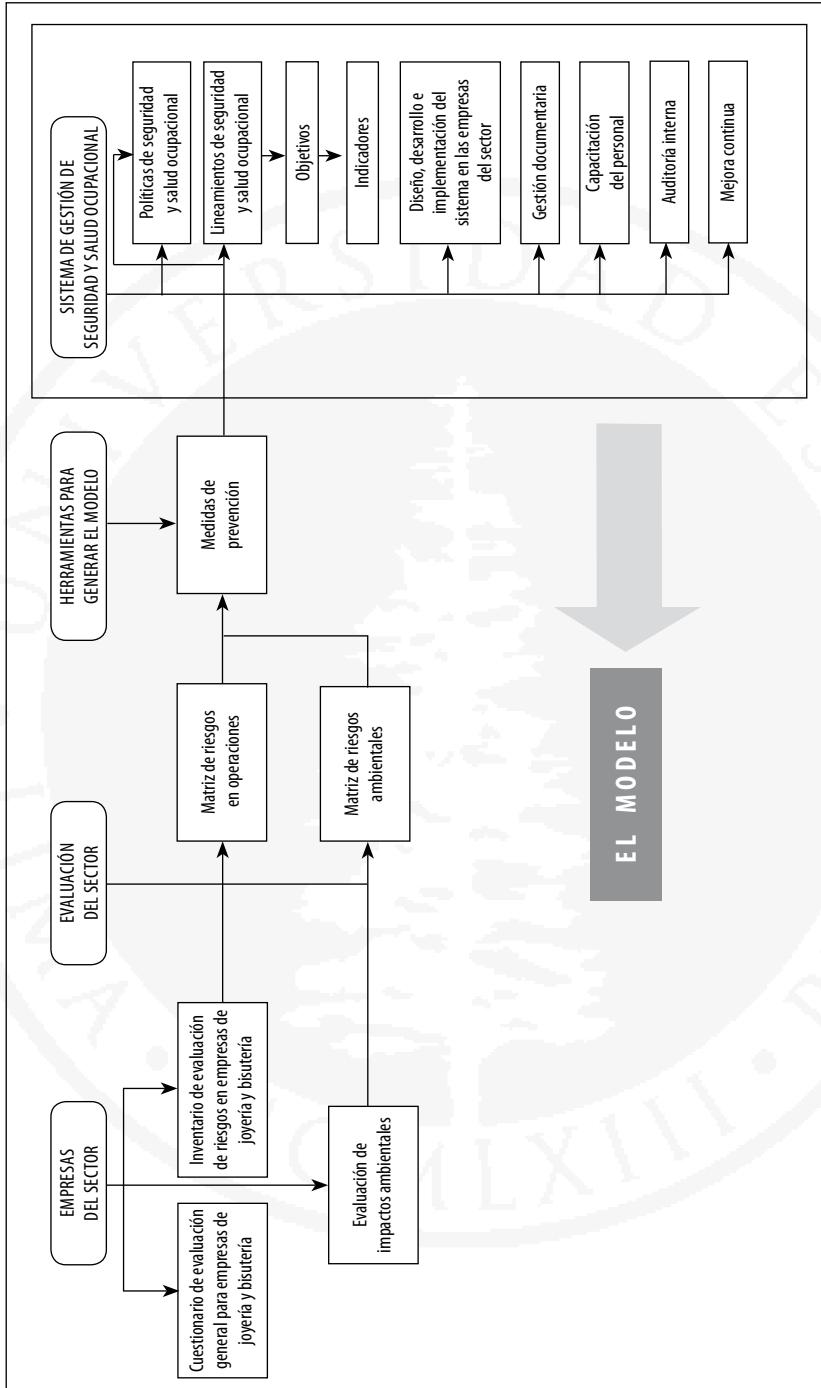 EMPRESAS
DEL SECTOR
EVALUACIÓN
DEL SECTOR
HERRAMIENTAS PARA
GENERAR EL MODELO
SISTEMA DE GESTIÓN DE
SEGURIDAD Y SALUD OCUPACIONAL
Cuestionario de evaluación
general para empresas de
joyería y bisutería
Inventario de evaluación
de riesgos en empresas de
joyería y bisutería
Evaluación de
impactos ambientales
Matriz de riesgos
en operaciones
Matriz de riesgos
ambientales
Medidas de
prevención
Políticas de seguridad
y salud ocupacional
Lineamientos de seguridad
y salud ocupacional
Objetivos
Indicadores
Diseño, desarrollo e
implementación del
sistema en las empresas
del sector
Gestión documentaria
Capacitación
del personal
Auditoría interna
Mejora continua
EL MODELO
UNIVERSIDAD
MCMLXIII